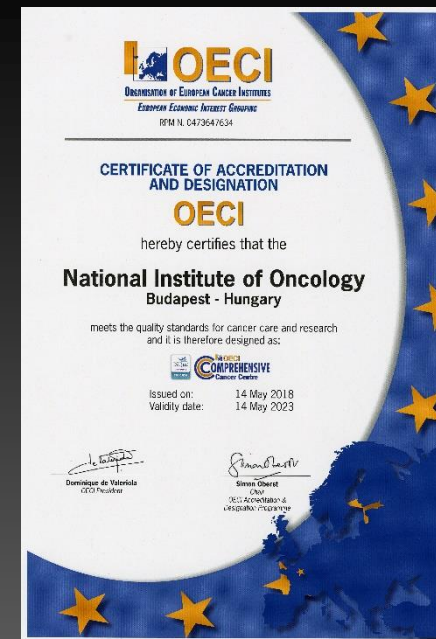 OECI
ORGANISATION OF EUROPEAN CANCER INSTITUTES
EUROPEAN ECONOMIC INTEREST GROUPING
RPM N. 0473647634
CERTIFICATE OF ACCREDITATION
AND DESIGNATION
OECI
hereby certifies that the
National Institute of Oncology
Budapest - Hungary
meets the quality standards for cancer care and research
and it is therefore designed as:
OECI
COMPREHENSIVE
Cancer Centre
Issued on: 14 May 2018
Validity date: 14 May 2023
Dominique de Valeriola
OECI President
Simon Oberst
Chair
OECI Accreditation &
Designation Programme